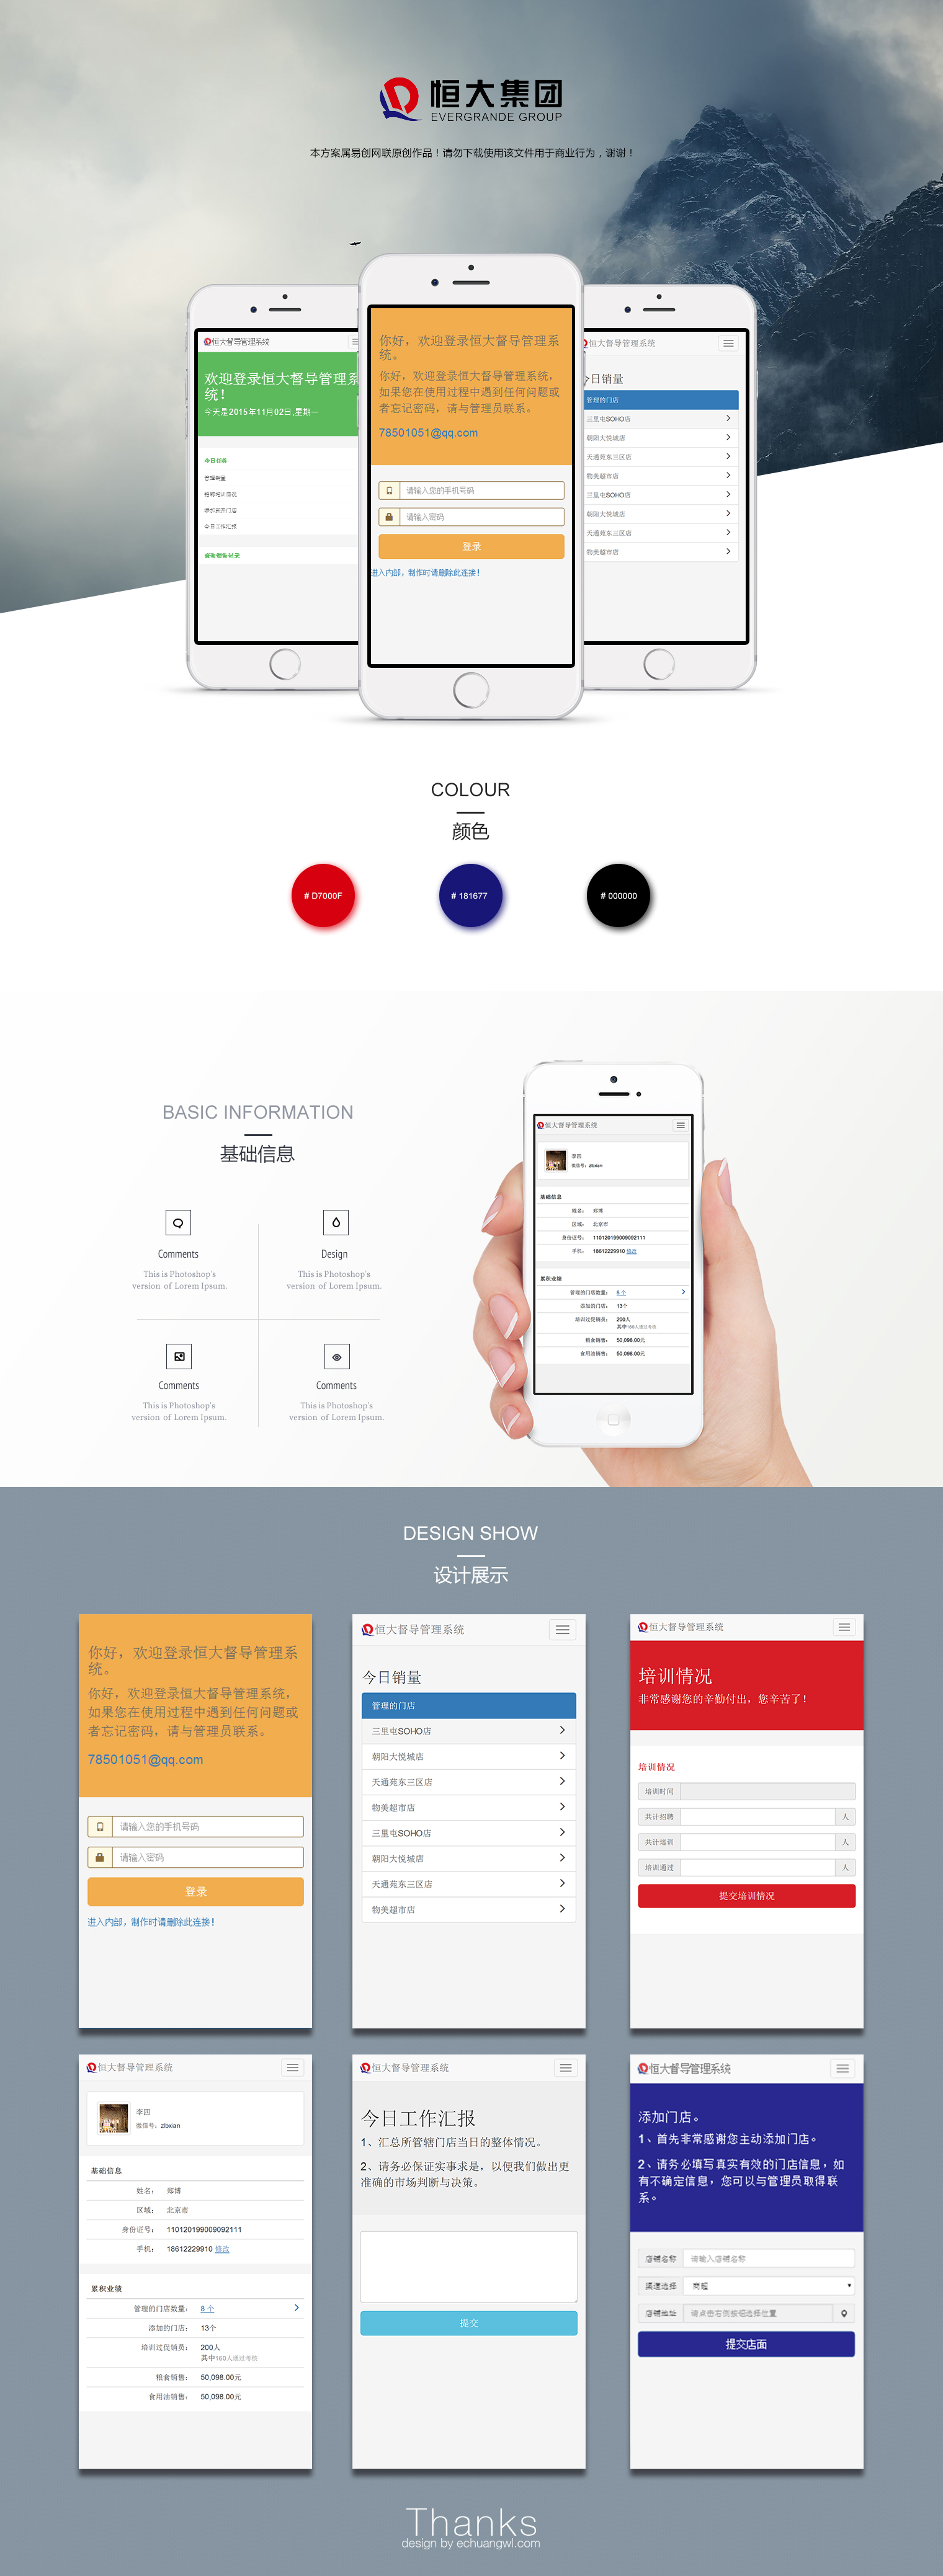 恒大集团
EVERGRANDE GROUP
本方案属易创网联原创作品！请勿下载使用该文件用于商业行为，谢谢！
恒大督导管理系统
欢迎登录恒大督导管理系
统！
今天是2015年11月02日,星期一
今日任务
管理销量
招聘培训情况
添加新开门店
今日工作汇报
你好，欢迎登录恒大督导管理系
统。
你好，欢迎登录恒大督导管理系统，
如果您在使用过程中遇到任何问题或
者忘记密码，请与管理员联系。
78501051@qq.com
请输入您的手机号码
请输入密码
登录
进入内部，制作时请删除此连接！
恒大督导管理系统
今日销量
管理的门店
三里屯SOHO店
朝阳大悦城店
天通苑东三区店
物美超市店
三里屯SOHO店
朝阳大悦城店
天通苑东三区店
物美超市店
COLOUR
颜色
# D7000F
# 181677
# 000000
BASIC INFORMATION
基础信息
Comments
This is Photoshop's
version of Lorem Ipsum.
Design
This is Photoshop's
version of Lorem Ipsum.
Comments
This is Photoshop's
version of Lorem Ipsum.
Comments
This is Photoshop's
version of Lorem Ipsum.
恒大督导管理系统
李四
微信号：zlbxian
基础信息
姓名： 郑博
区域： 北京市
身份证号： 110120199009092111
手机： 18612229910 修改
累积业绩
管理的门店数量： 8 个
添加的门店： 13个
培训过促销员： 200人
其中160人通过考核
粮食销售： 50,098.00元
食用油销售： 50,098.00元
DESIGN SHOW
设计展示
你好，欢迎登录恒大督导管理系
统。
你好，欢迎登录恒大督导管理系统，
如果您在使用过程中遇到任何问题或
者忘记密码，请与管理员联系。
78501051@qq.com
请输入您的手机号码
请输入密码
登录
进入内部，制作时请删除此连接！
恒大督导管理系统
今日销量
管理的门店
三里屯SOHO店
朝阳大悦城店
天通苑东三区店
物美超市店
三里屯SOHO店
朝阳大悦城店
天通苑东三区店
物美超市店
恒大督导管理系统
培训情况
非常感谢您的辛勤付出，您辛苦了！
培训情况
培训时间
共计招聘 人
共计培训 人
培训通过 人
提交培训情况
恒大督导管理系统
李四
微信号：zlbxian
基础信息
姓名： 郑博
区域： 北京市
身份证号： 110120199009092111
手机： 18612229910 修改
累积业绩
管理的门店数量： 8 个
添加的门店： 13个
培训过促销员： 200人
其中160人通过考核
粮食销售： 50,098.00元
食用油销售： 50,098.00元
恒大督导管理系统
今日工作汇报
1、汇总所管辖门店当日的整体情况。
2、请务必保证实事求是，以便我们做出更
准确的市场判断与决策。
提交
恒大督导管理系统
添加门店。
1、首先非常感谢您主动添加门店。
2、请务必填写真实有效的门店信息，如
有不确定信息，您可以与管理员取得联
系。
店铺名称 请输入店铺名称
渠道选择 商超
店铺地址 请点击右侧按钮选择位置
提交店面
Thanks
design by echuangwl.com